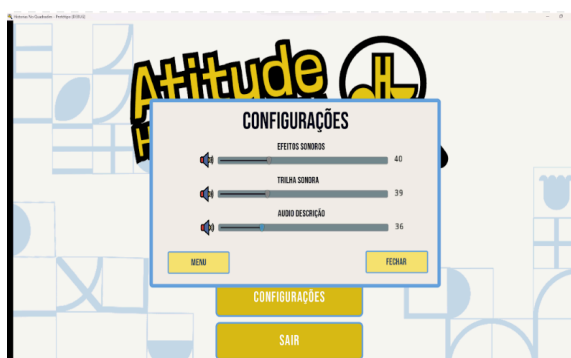 Atitude
CONFIGURAÇÕES
EFEITOS SONOROS
40
TRILHA SONORA
39
AUDIO DESCRIÇÃO
36
MENU
FECHAR
CONFIGURAÇÕES
SAIR